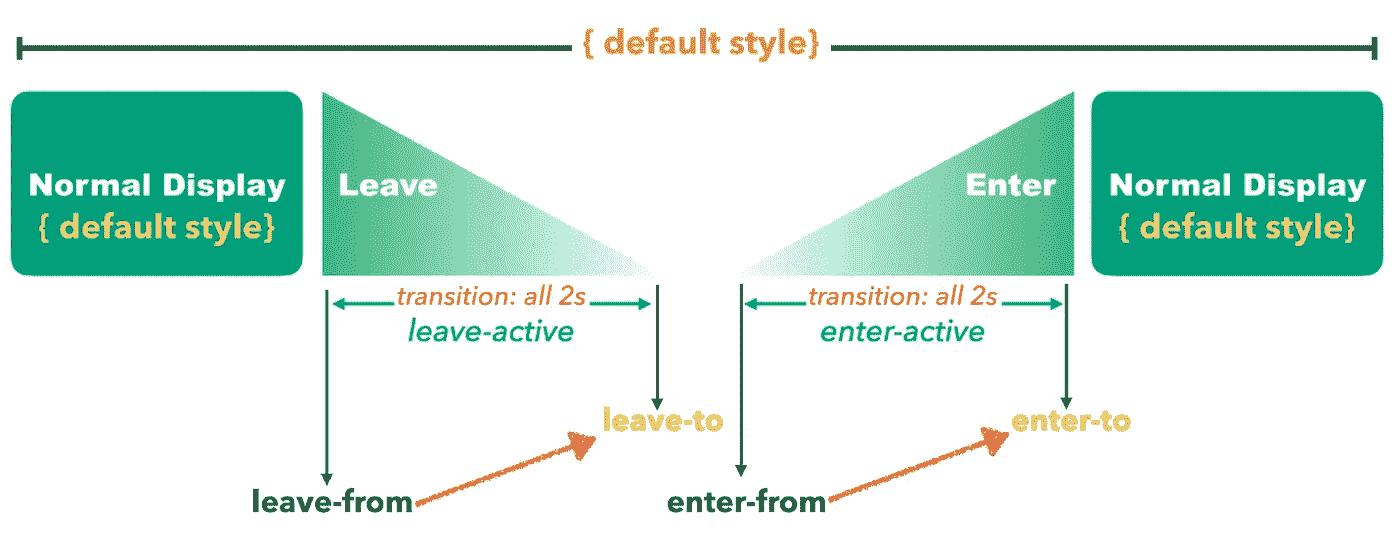 { default style}
Normal Display
{ default style}
Leave
Enter
Normal Display
{ default style}
transition: all 2s
leave-active
transition: all 2s
enter-active
leave-to
enter-to
leave-from
enter-from